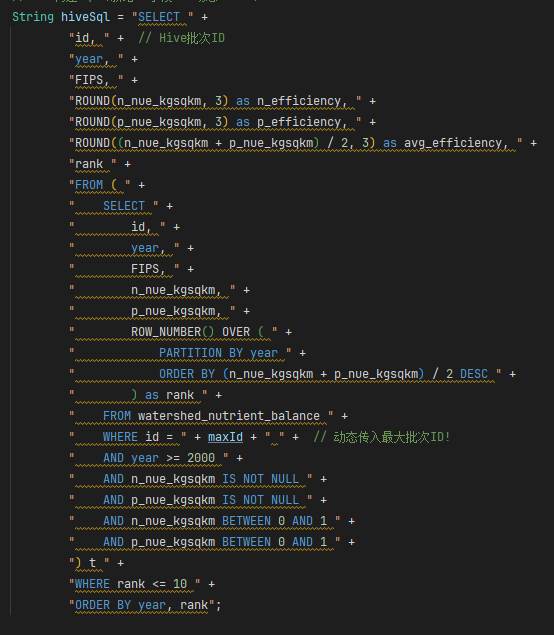 String hiveSql = "SELECT " +
"id, " +  // Hive批次ID
"year, " +
"FIPS, " +
"ROUND(n_nue_kgsqkm, 3) as n_efficiency, " +
"ROUND(p_nue_kgsqkm, 3) as p_efficiency, " +
"ROUND((n_nue_kgsqkm + p_nue_kgsqkm) / 2, 3) as avg_efficiency, " +
"rank " +
"FROM ( " +
"    SELECT " +
"        id, " +
"        year, " +
"        FIPS, " +
"        n_nue_kgsqkm, " +
"        p_nue_kgsqkm, " +
"        ROW_NUMBER() OVER ( " +
"            PARTITION BY year " +
"            ORDER BY (n_nue_kgsqkm + p_nue_kgsqkm) / 2 DESC " +
"        ) as rank " +
"    FROM watershed_nutrient_balance " +
"    WHERE id = " + maxId + " " +  // 动态传入最大批次ID!
"    AND year >= 2000 " +
"    AND n_nue_kgsqkm IS NOT NULL " +
"    AND p_nue_kgsqkm IS NOT NULL " +
"    AND n_nue_kgsqkm BETWEEN 0 AND 1 " +
"    AND p_nue_kgsqkm BETWEEN 0 AND 1 " +
") t " +
"WHERE rank <= 10 " +
"ORDER BY year, rank";